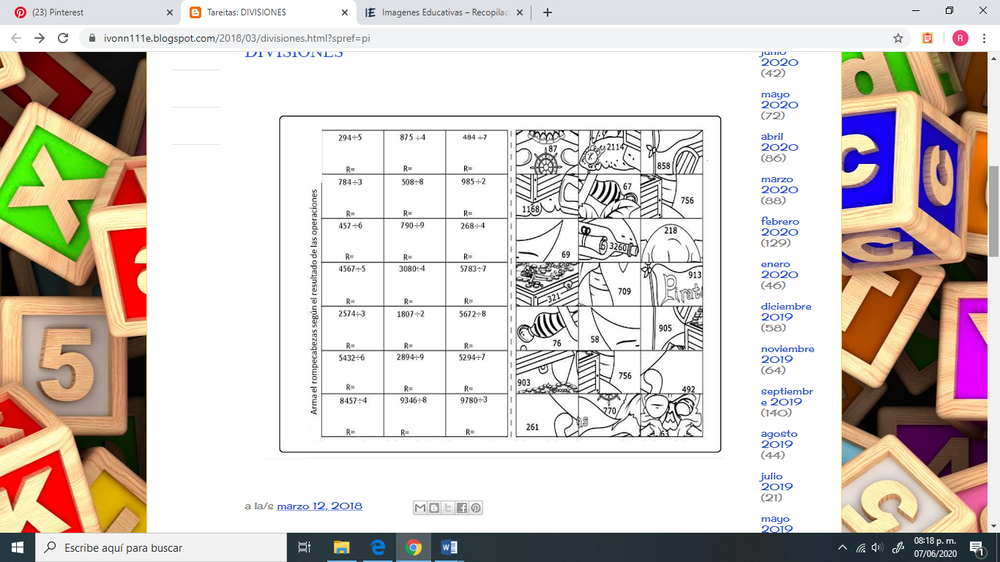 (23) Pinterest
Tareitas: DIVISIONES
Imagenes Educativas – Recopilac
ivonn111e.blogspot.com/2018/03/divisiones.html?spref=pi
R
DIVISIONES
junio 2020 (42)
mayo 2020 (72)
abril 2020 (86)
marzo 2020 (88)
febrero 2020 (129)
enero 2020 (46)
diciembre 2019 (58)
noviembre 2019 (64)
septiembre 2019 (140)
agosto 2019 (44)
julio 2019 (21)
mayo 2019
Arma el rompecabezas según el resultado de las operaciones
294÷5 875÷4 484÷7
R= R= R=
784÷3 508÷8 985÷2
R= R= R=
457÷6 790÷9 268÷4
R= R= R=
4567÷5 3080÷4 5783÷7
R= R= R=
2574÷3 1807÷2 5672÷8
R= R= R=
5432÷6 2894÷9 5294÷7
R= R= R=
8457÷4 9346÷8 9780÷3
R= R= R=
87 2114 858
1168 67 756
69 3260 218
321 709 913
Pirata
76 58 905
903 756 492
261 770 63
as
a la/s marzo 12, 2018
Escribe aquí para buscar
08:18 p. m.
07/06/2020
1
X
5
K
C
C
C
5